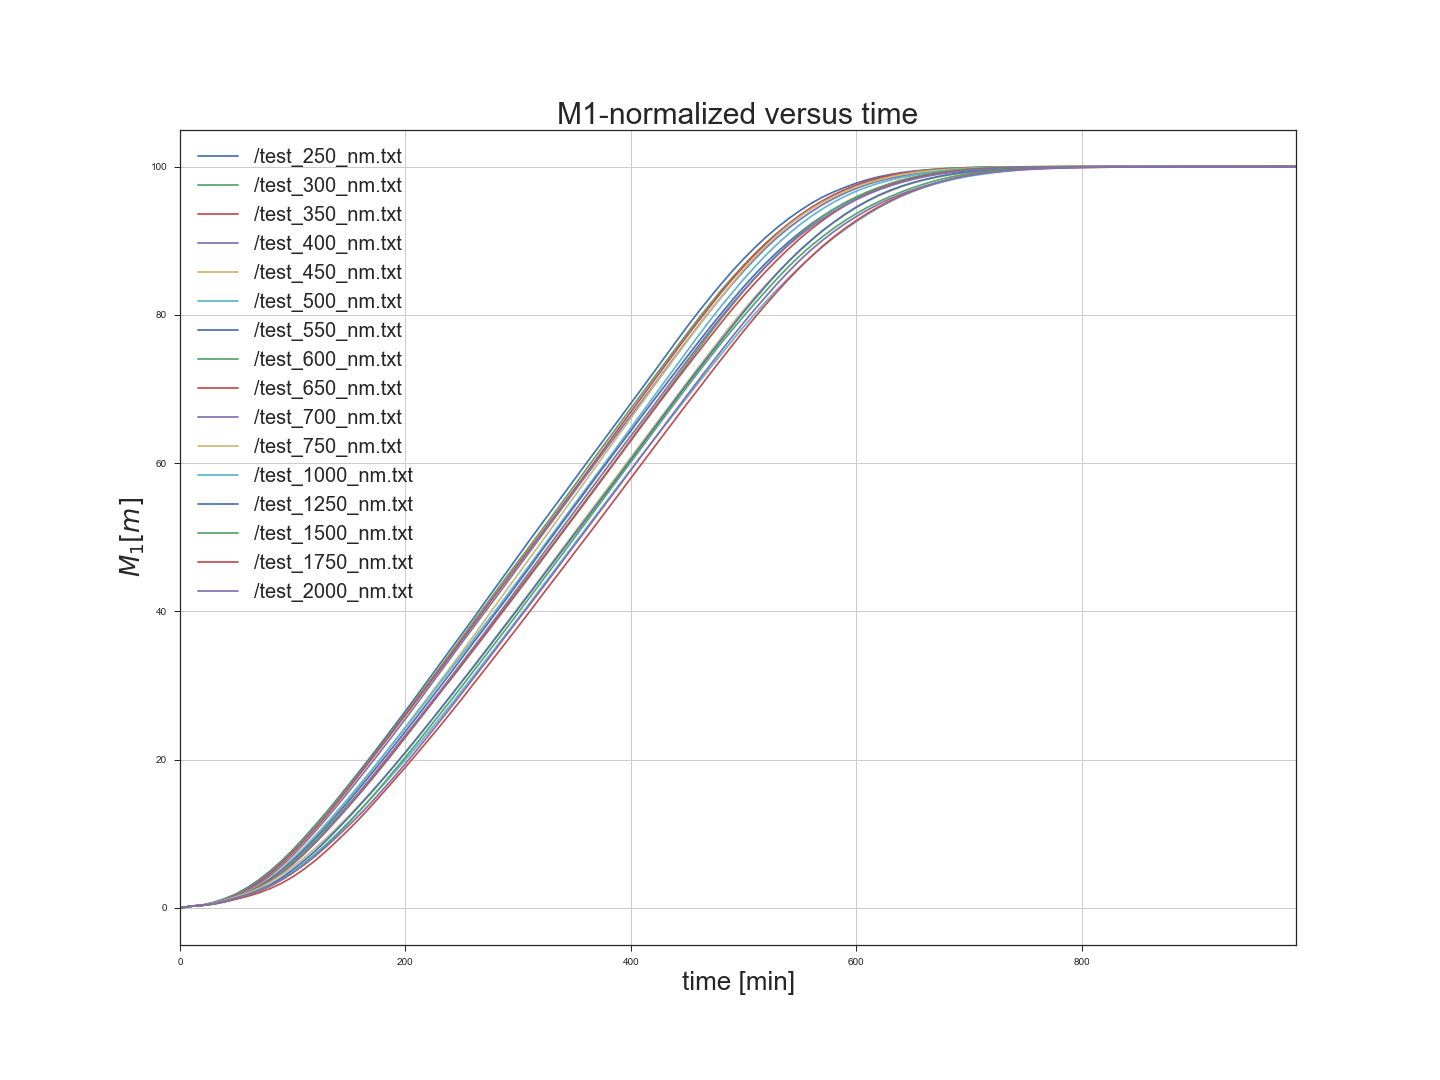 M1-normalized versus time
/test_250_nm.txt
/test_300_nm.txt
/test_350_nm.txt
/test_400_nm.txt
/test_450_nm.txt
/test_500_nm.txt
/test_550_nm.txt
/test_600_nm.txt
/test_650_nm.txt
/test_700_nm.txt
/test_750_nm.txt
/test_1000_nm.txt
/test_1250_nm.txt
/test_1500_nm.txt
/test_1750_nm.txt
/test_2000_nm.txt
100
80
60
40
20
0
M₁[m]
0 200 400 600 800
time [min]